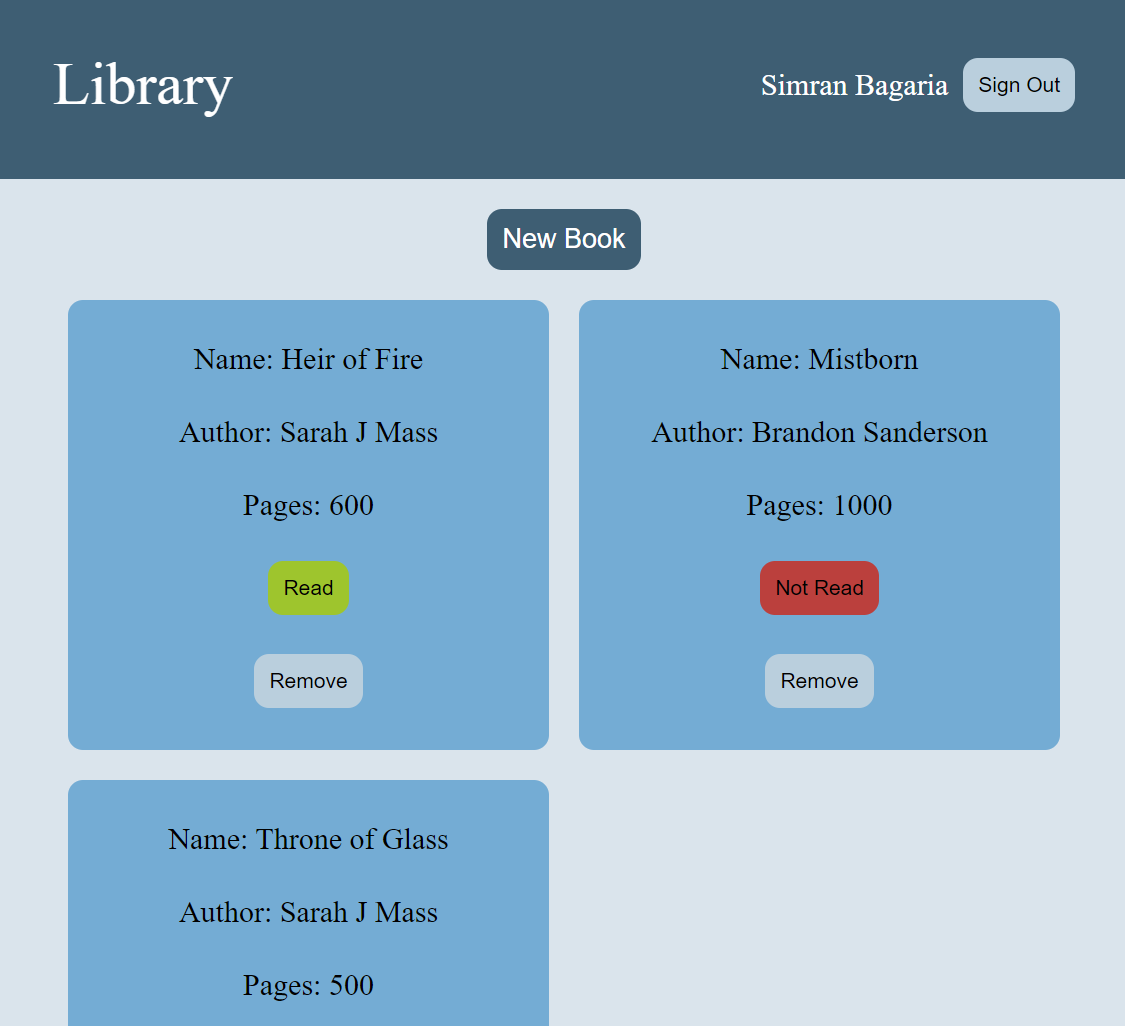 Library
Simran Bagaria
Sign Out
New Book
Name: Heir of Fire
Author: Sarah J Mass
Pages: 600
Read
Remove
Name: Mistborn
Author: Brandon Sanderson
Pages: 1000
Not Read
Remove
Name: Throne of Glass
Author: Sarah J Mass
Pages: 500